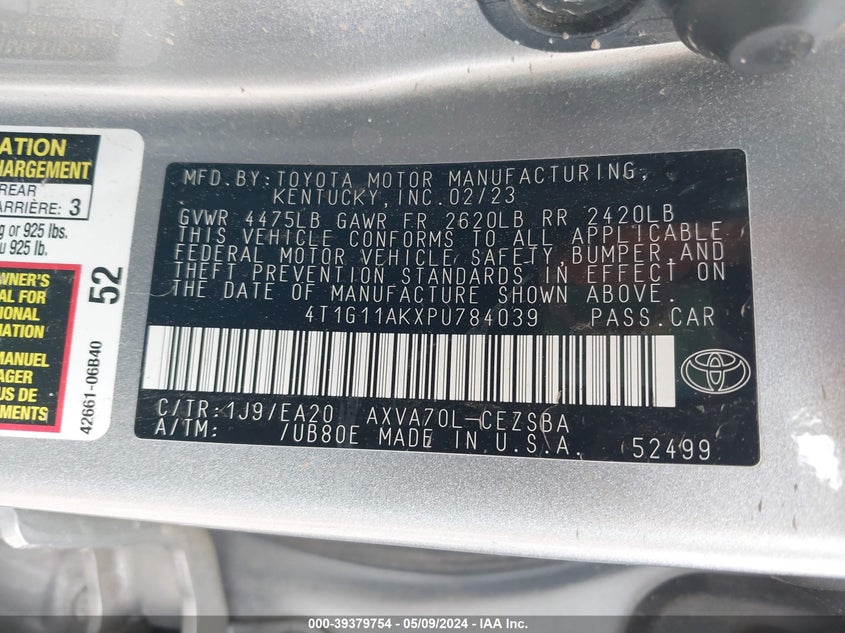 ATION
CHARGEMENT
REAR
ARRIÈRE: 3
g or 925 lbs.
u 925 lb.
WNER'S
AL FOR
IONAL
MATION
MANUEL
AGER
US DE
MENTS
52
42661-06B40
MFD.BY:TOYOTA MOTOR MANUFACTURING,
KENTUCKY,INC.02/23
GVWR 4475LB GAWR FR 2620LB RR 2420LB
THIS VEHICLE CONFORMS TO ALL APPLICABLE
FEDERAL MOTOR VEHICLE SAFETY,BUMPER,AND
THEFT PREVENTION STANDARDS IN EFFECT ON
THE DATE OF MANUFACTURE SHOWN ABOVE.
4T1G11AKXPU784039 PASS.CAR
C/TR:1J9/EA20 AXVA70L-CEZSBA
A/TM: /UB80E MADE IN U.S.A. 52499
000-39379754 - 05/09/2024 - IAA Inc.